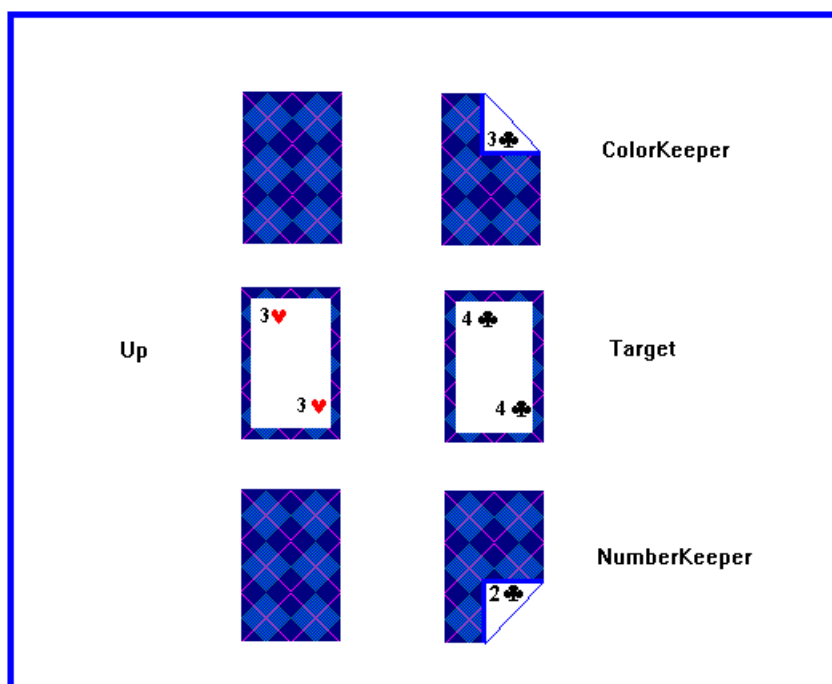 3♣
ColorKeeper
3♥
4♣
Up
Target
3♥
4♣
NumberKeeper
2♣